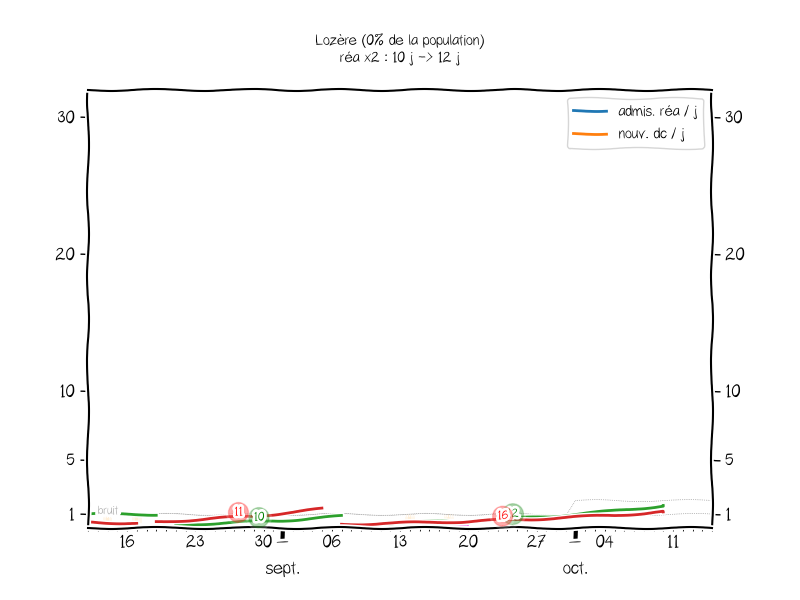 Lozère (0% de la population)
réa x2 : 10 j -> 12 j
admis. réa / j
nouv. dc / j
30 30
20 20
10 10
5 5
1 1
bruit
11 10 16 2
16 23 30 06 13 20 27 04 11
sept. oct.